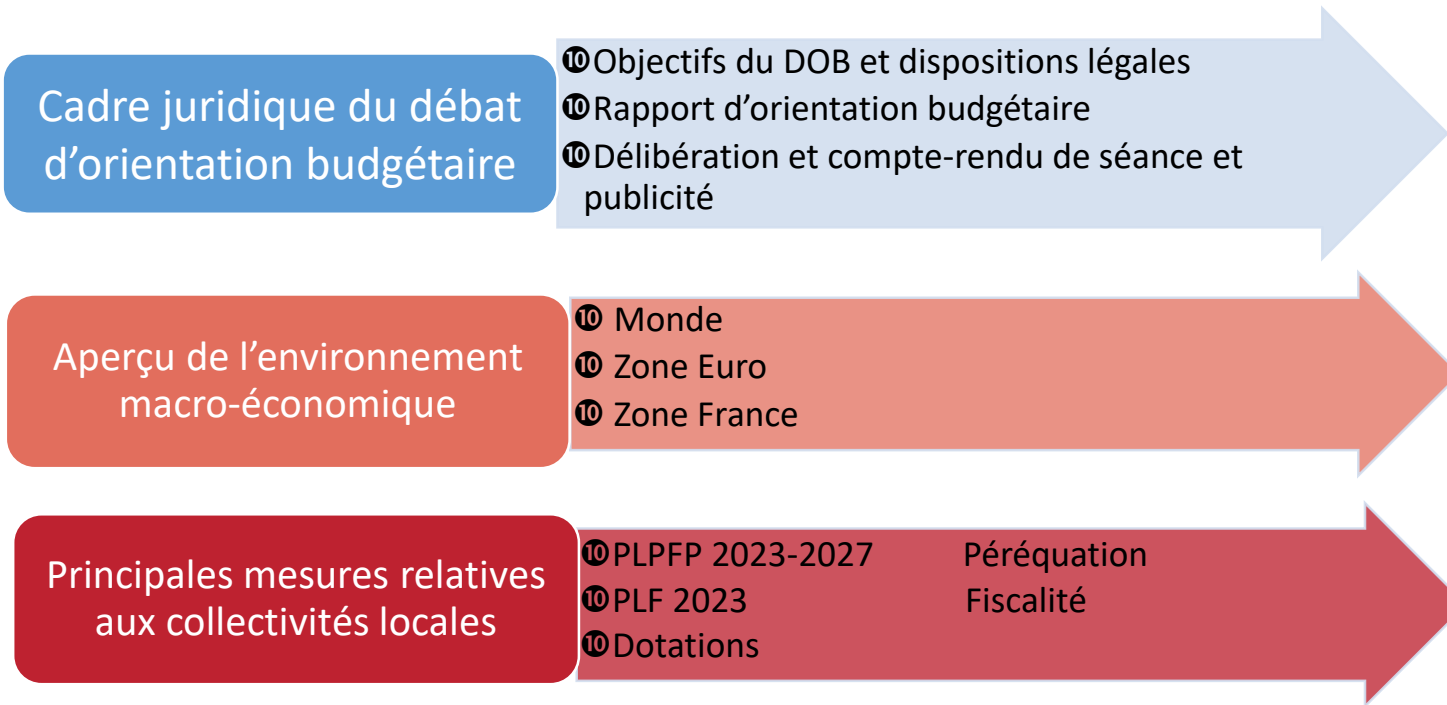 Cadre juridique du débat
d’orientation budgétaire
❿Objectifs du DOB et dispositions légales
❿Rapport d’orientation budgétaire
❿Délibération et compte-rendu de séance et
publicité
Aperçu de l’environnement
macro-économique
❿ Monde
❿ Zone Euro
❿ Zone France
Principales mesures relatives
aux collectivités locales
❿PLPFP 2023-2027 Péréquation
❿PLF 2023 Fiscalité
❿Dotations